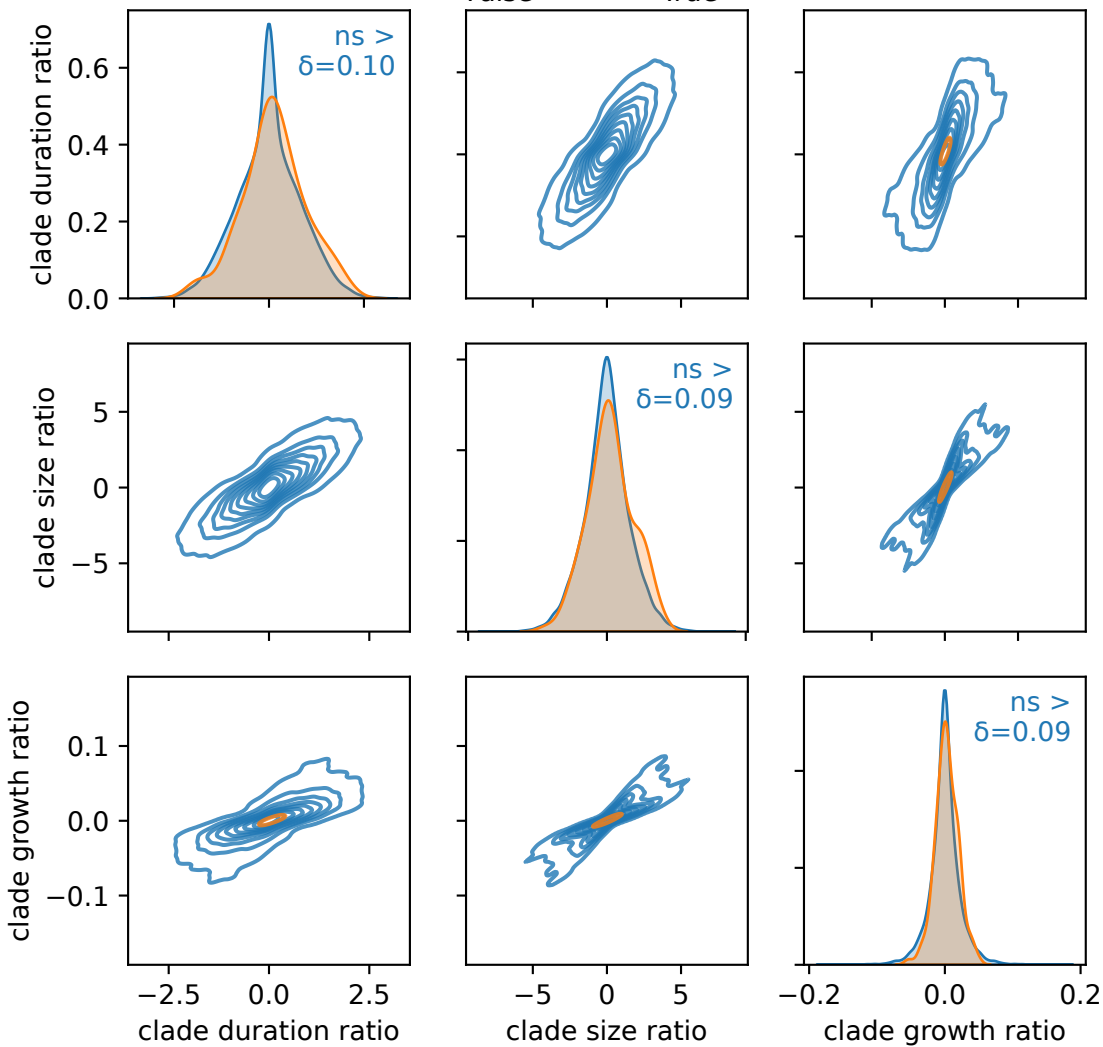 ns >
δ=0.10
clade duration ratio
0.6
0.4
0.2
0.0
ns >
δ=0.09
clade size ratio
5
0
−5
ns >
δ=0.09
clade growth ratio
0.1
0.0
−0.1
−2.5 0.0 2.5
−5 0 5
−0.2 0.0 0.2
clade duration ratio
clade size ratio
clade growth ratio